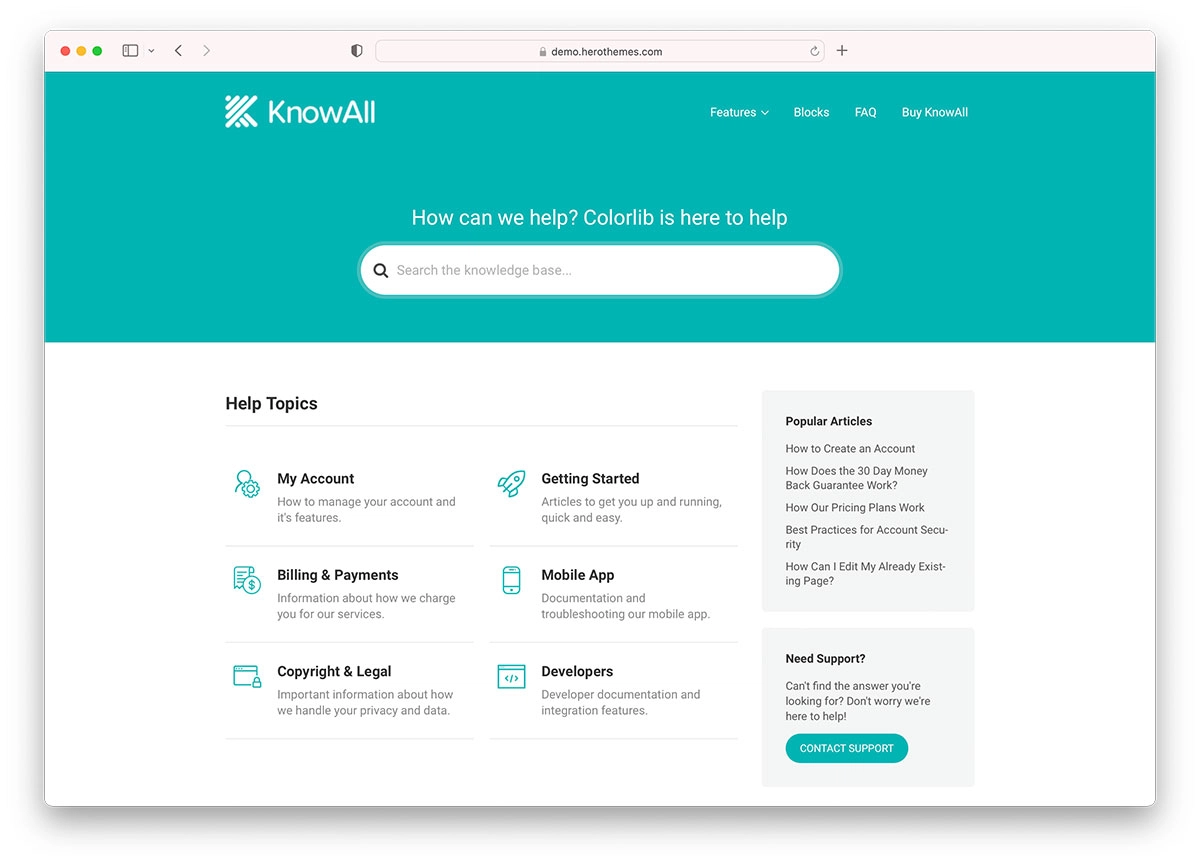 demo.herothemes.com
KnowAll
Features
Blocks
FAQ
Buy KnowAll
How can we help? Colorlib is here to help
Search the knowledge base...
Help Topics
My Account
How to manage your account and
it's features.
Getting Started
Articles to get you up and running,
quick and easy.
Billing & Payments
Information about how we charge
you for our services.
Mobile App
Documentation and
troubleshooting our mobile app.
Copyright & Legal
Important information about how
we handle your privacy and data.
Developers
Developer documentation and
integration features.
Popular Articles
How to Create an Account
How Does the 30 Day Money
Back Guarantee Work?
How Our Pricing Plans Work
Best Practices for Account Secu-
rity
How Can I Edit My Already Exist-
ing Page?
Need Support?
Can't find the answer you're
looking for? Don't worry we're
here to help!
CONTACT SUPPORT